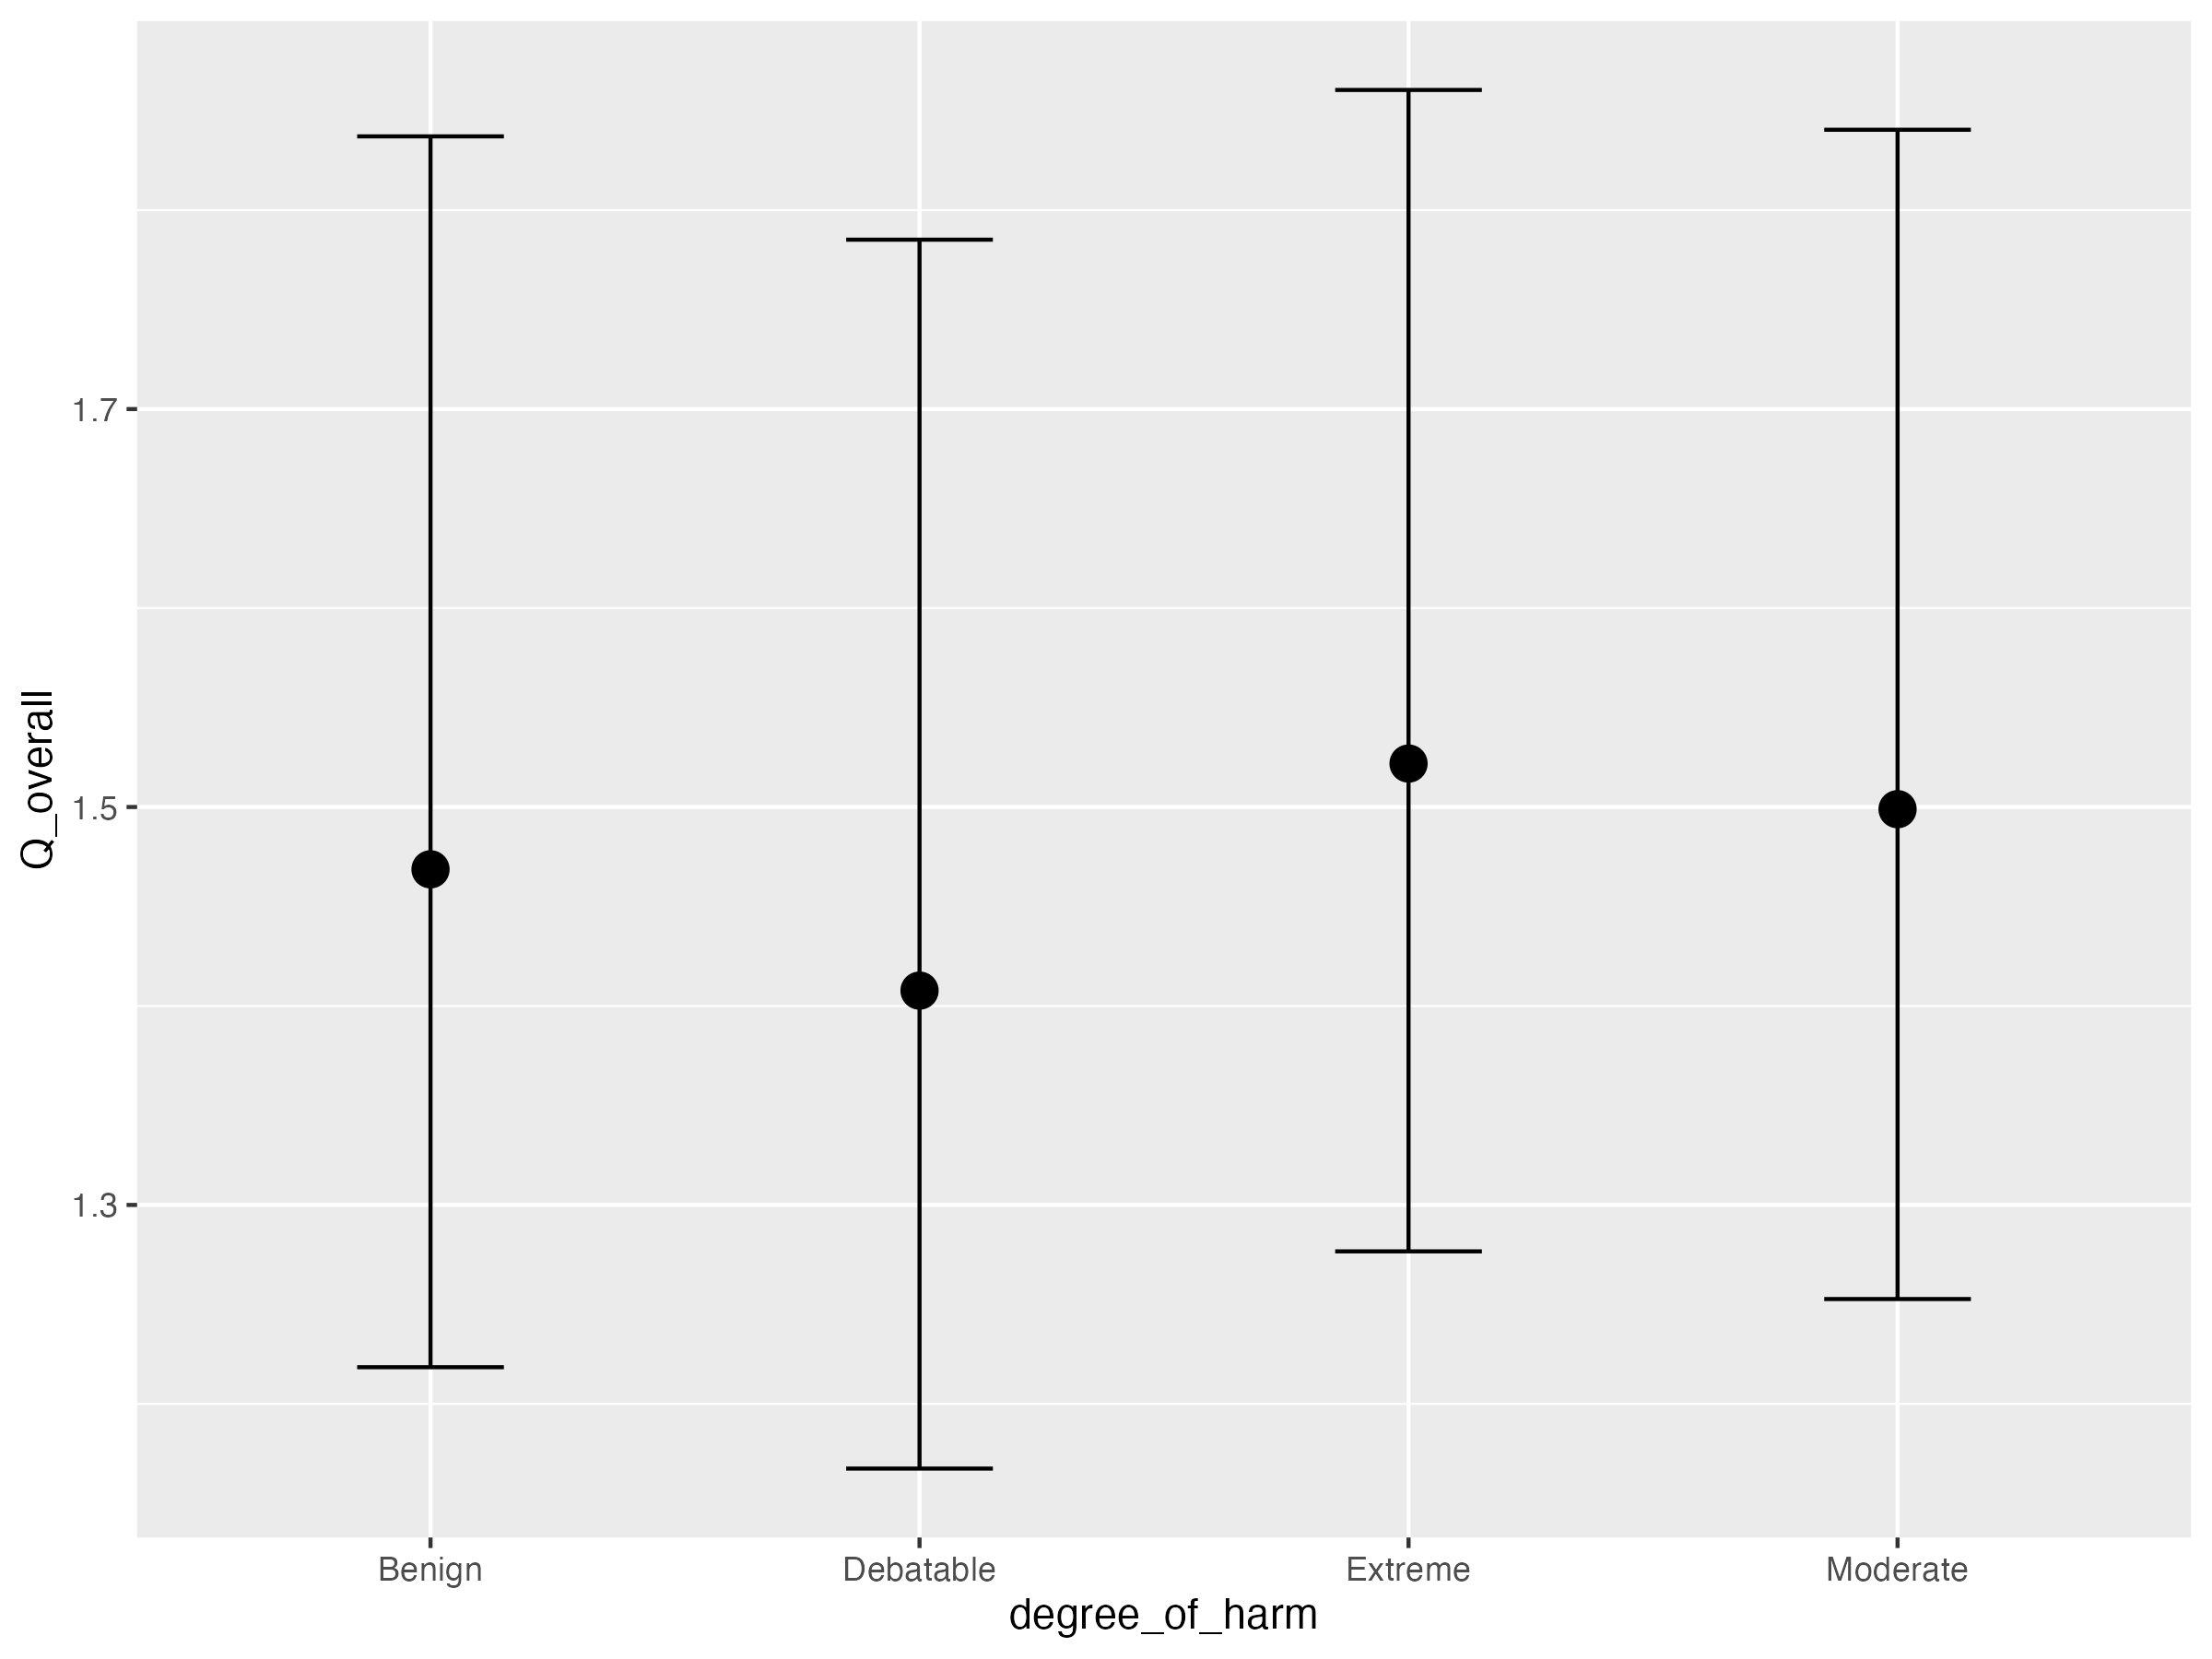 Q_overall
1.7
1.5
1.3
Benign Debatable Extreme Moderate
degree_of_harm